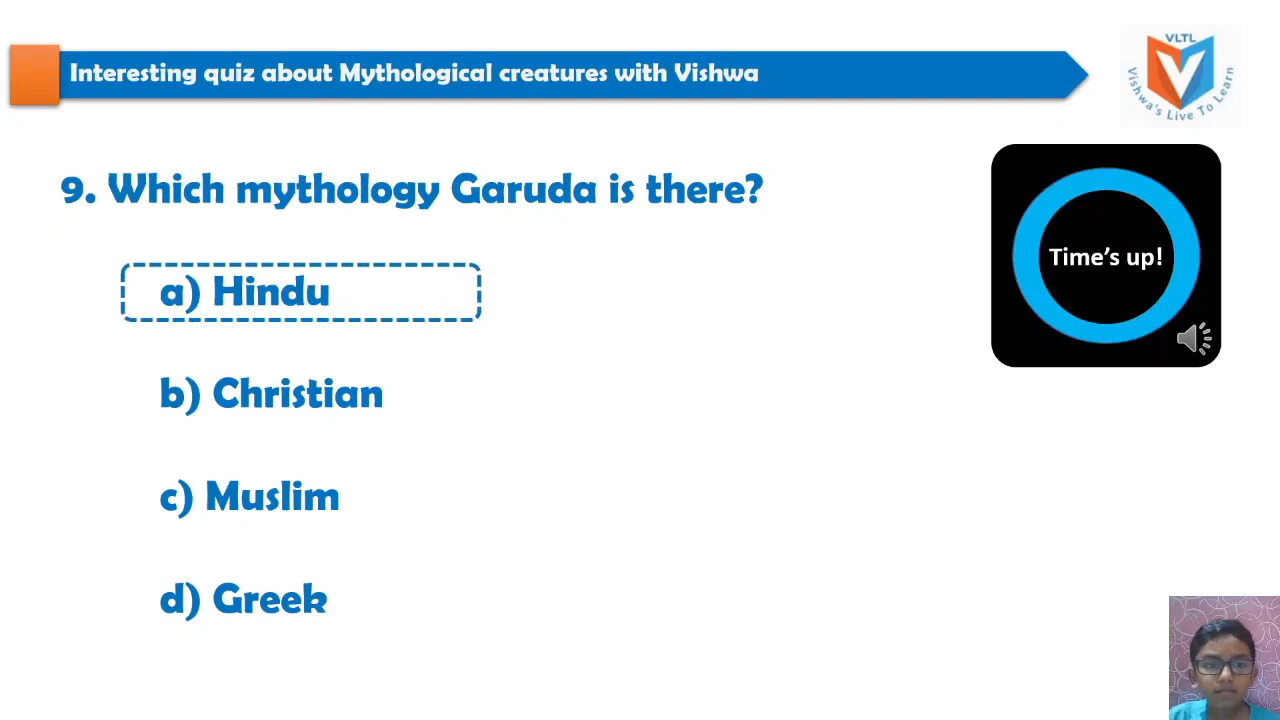 Interesting quiz about Mythological creatures with Vishwa
VLTL
Vishwa's Live To Learn
9. Which mythology Garuda is there?
Time's up!
a) Hindu
b) Christian
c) Muslim
d) Greek